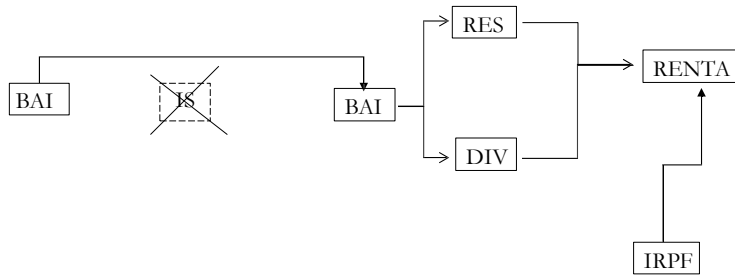 RES
RENTA
BAI
IS
BAI
DIV
IRPF